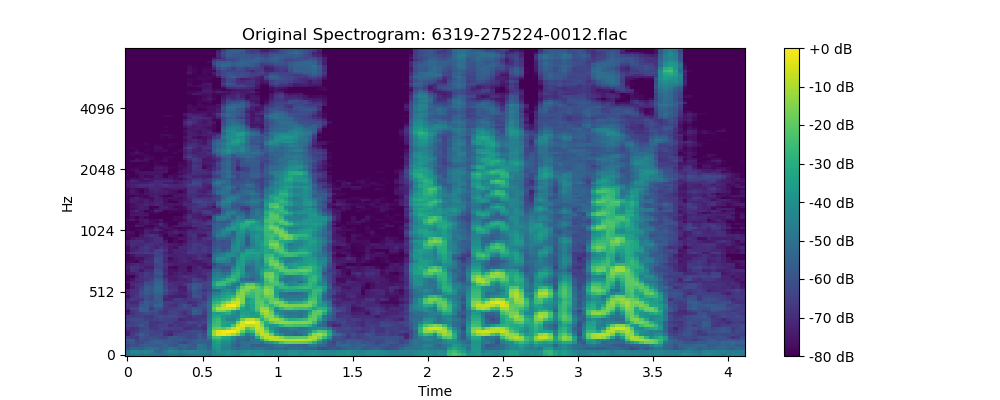 Original Spectrogram: 6319-275224-0012.flac
Hz
4096
2048
1024
512
0
0 0.5 1 1.5 2 2.5 3 3.5 4
Time
+0 dB
-10 dB
-20 dB
-30 dB
-40 dB
-50 dB
-60 dB
-70 dB
-80 dB